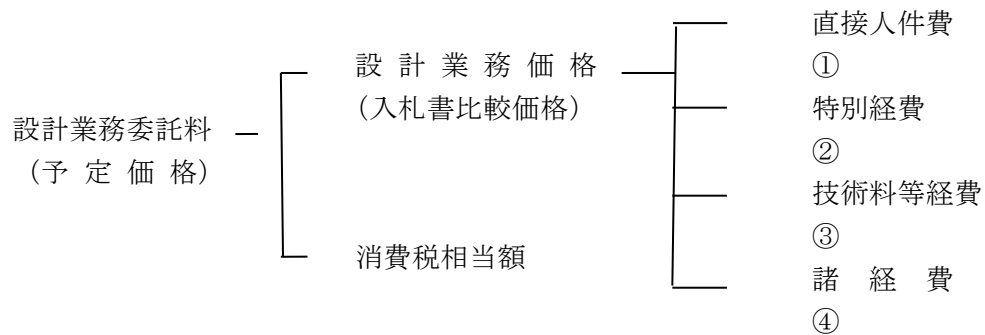 設計業務委託料
（予 定 価 格）
設 計 業 務 価 格
（入札書比較価格）
消費税相当額
直接人件費
①
特別経費
②
技術料等経費
③
諸 経 費
④